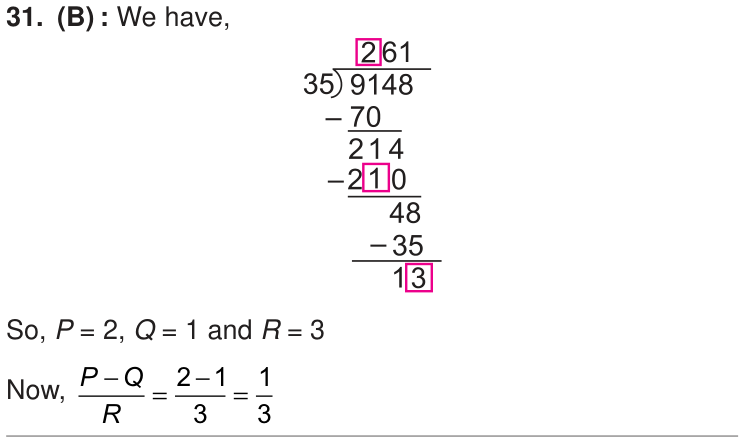 31. (B) : We have,
261
35) 9148
– 70
214
–210
48
–35
13
So, P = 2, Q = 1 and R = 3
Now, P – Q / R = 2 – 1 / 3 = 1 / 3